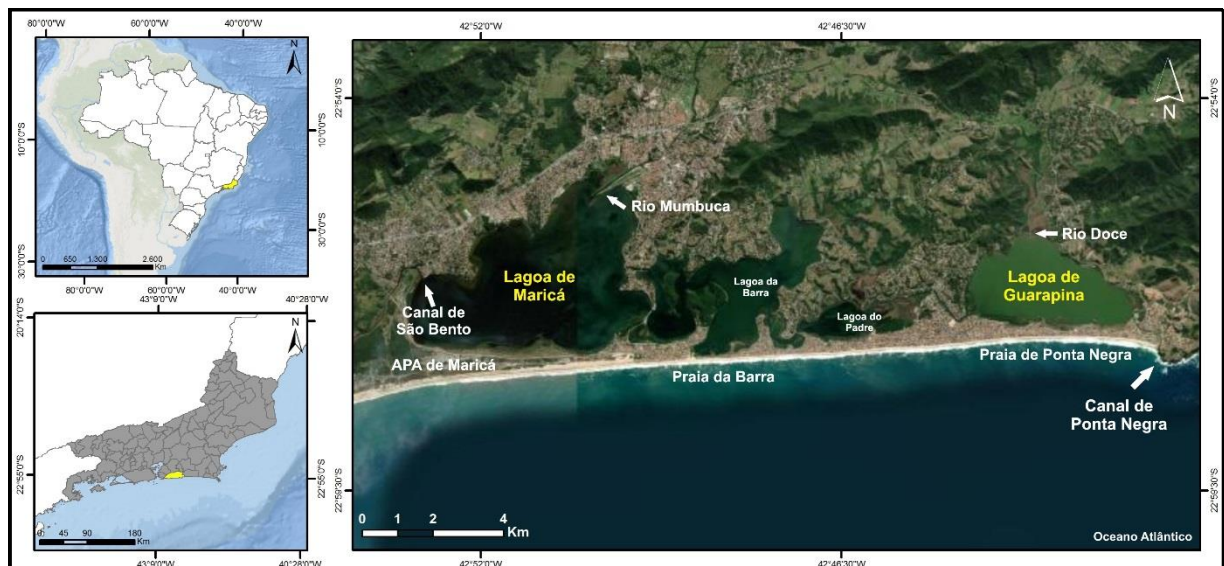 80°0'0"W
60°0'0"W
40°0'0"W
N
10°0'0"S
10°0'0"S
30°0'0"S
30°0'0"S
0 650 1.300 2.600
Km
80°0'0"W
60°0'0"W
40°0'0"W
43°9'0"W
40°28'0"W
20°14'0"S
N
22°55'0"S
22°55'0"S
0 45 90 180
Km
43°9'0"W
40°28'0"W
42°52'0"W
42°46'30"W
22°54'0"S
22°54'0"S
N
Rio Mumbuca
Rio Doce
Lagoa de
Maricá
Lagoa da
Barra
Lagoa de
Guarapina
Canal de
São Bento
Lagoa do
Padre
APA de Maricá
Praia da Barra
Praia de Ponta Negra
Canal de
Ponta Negra
22°59'30"S
22°59'30"S
0 1 2 4
Km
Oceano Atlântico
42°52'0"W
42°46'30"W